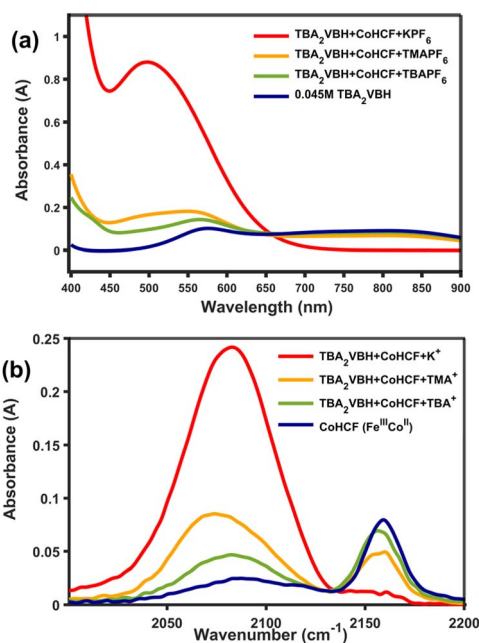 (a)
TBA₂VBH+CoHCF+KPF₆
TBA₂VBH+CoHCF+TMAPF₆
TBA₂VBH+CoHCF+TBAPF₆
0.045M TBA₂VBH
Absorbance (A)
1
0.8
0.6
0.4
0.2
0
400 450 500 550 600 650 700 750 800 850 900
Wavelength (nm)
(b)
TBA₂VBH+CoHCF+K⁺
TBA₂VBH+CoHCF+TMA⁺
TBA₂VBH+CoHCF+TBA⁺
CoHCF (FeᴵᴵᴵCoᴵᴵ)
Absorbance (A)
0.25
0.2
0.15
0.1
0.05
0
2050 2100 2150 2200
Wavenumber (cm⁻¹)